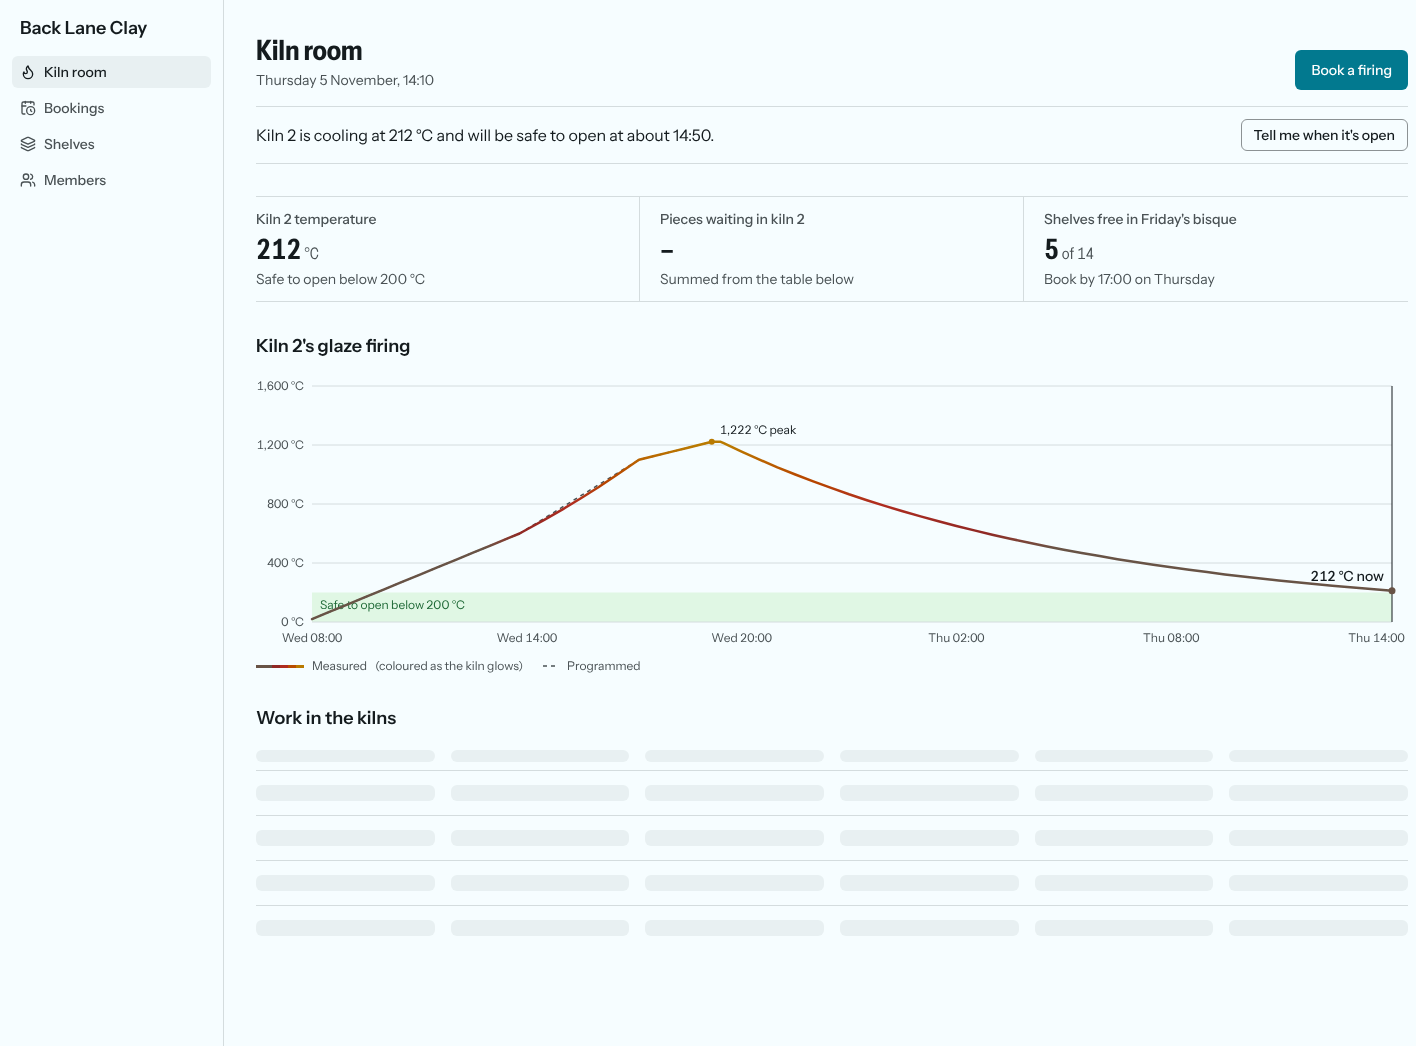 Back Lane Clay
Kiln room
Bookings
Shelves
Members
Kiln room
Thursday 5 November, 14:10
Book a firing
Kiln 2 is cooling at 212 °C and will be safe to open at about 14:50.
Tell me when it's open
Kiln 2 temperature
212 °C
Safe to open below 200 °C
Pieces waiting in kiln 2
–
Summed from the table below
Shelves free in Friday's bisque
5 of 14
Book by 17:00 on Thursday
Kiln 2's glaze firing
1,600 °C
1,200 °C
800 °C
400 °C
0 °C
1,222 °C peak
212 °C now
Safe to open below 200 °C
Wed 08:00
Wed 14:00
Wed 20:00
Thu 02:00
Thu 08:00
Thu 14:00
Measured (coloured as the kiln glows)
Programmed
Work in the kilns